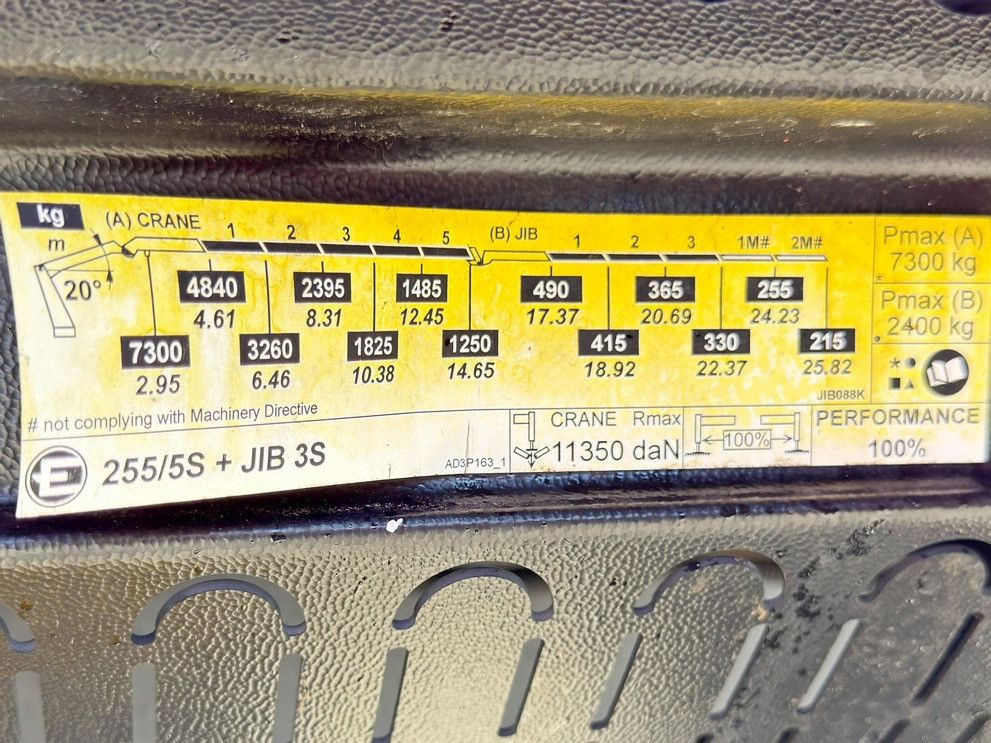 kg
(A) CRANE 1 2 3 4 5 (B) JIB 1 2 3 1M# 2M#
m
20°
4840 2395 1485 490 365 255
4.61 8.31 12.45 17.37 20.69 24.23
7300 3260 1825 1250 415 330 215
2.95 6.46 10.38 14.65 18.92 22.37 25.82
Pmax (A)
7300 kg
*
Pmax (B)
2400 kg
JIB088K
# not complying with Machinery Directive
E 255/5S + JIB 3S
AD3P163_1
CRANE Rmax
11350 daN
100%
PERFORMANCE
100%